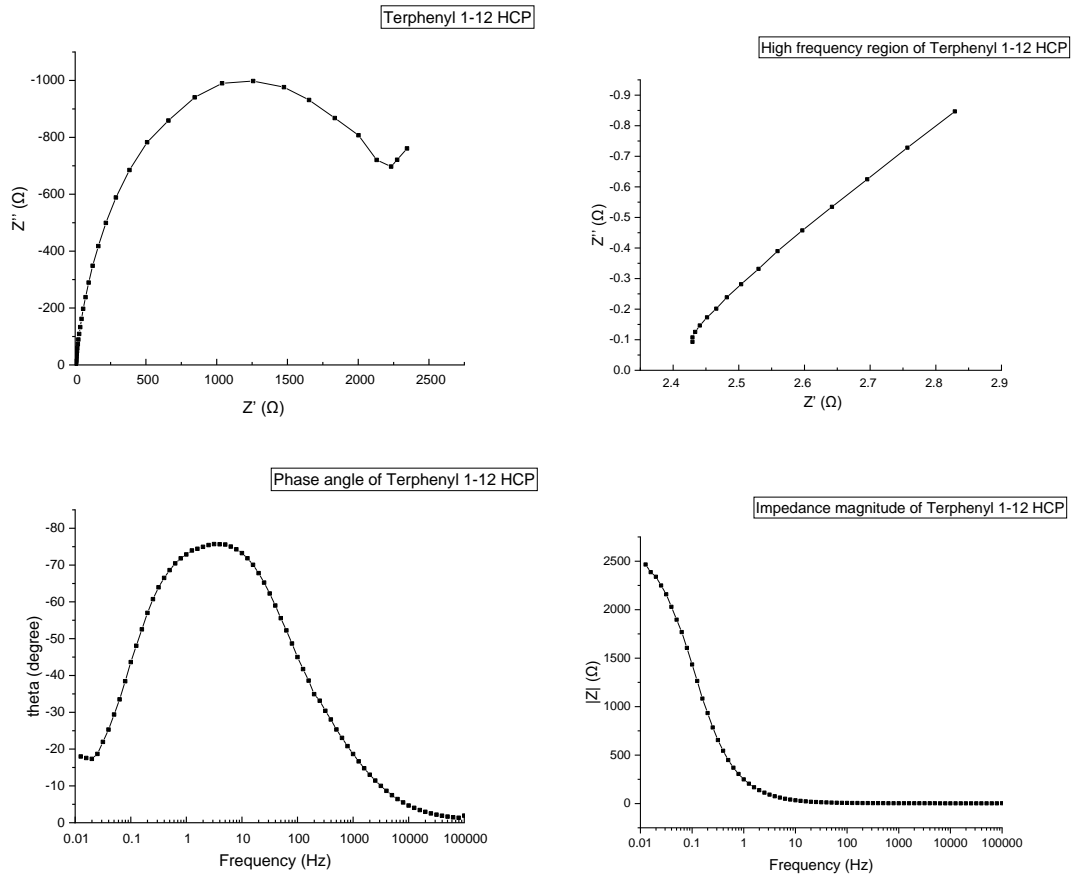 Terphenyl 1-12 HCP
-1000
-800
-600
-400
-200
0
Z'' (Ω)
0 500 1000 1500 2000 2500
Z' (Ω)
High frequency region of Terphenyl 1-12 HCP
-0.9
-0.8
-0.7
-0.6
-0.5
-0.4
-0.3
-0.2
-0.1
0.0
Z'' (Ω)
2.4 2.5 2.6 2.7 2.8 2.9
Z' (Ω)
Phase angle of Terphenyl 1-12 HCP
-80
-70
-60
-50
-40
-30
-20
-10
0
theta (degree)
0.01 0.1 1 10 100 1000 10000 100000
Frequency (Hz)
Impedance magnitude of Terphenyl 1-12 HCP
2500
2000
1500
1000
500
0
|Z| (Ω)
0.01 0.1 1 10 100 1000 10000 100000
Frequency (Hz)